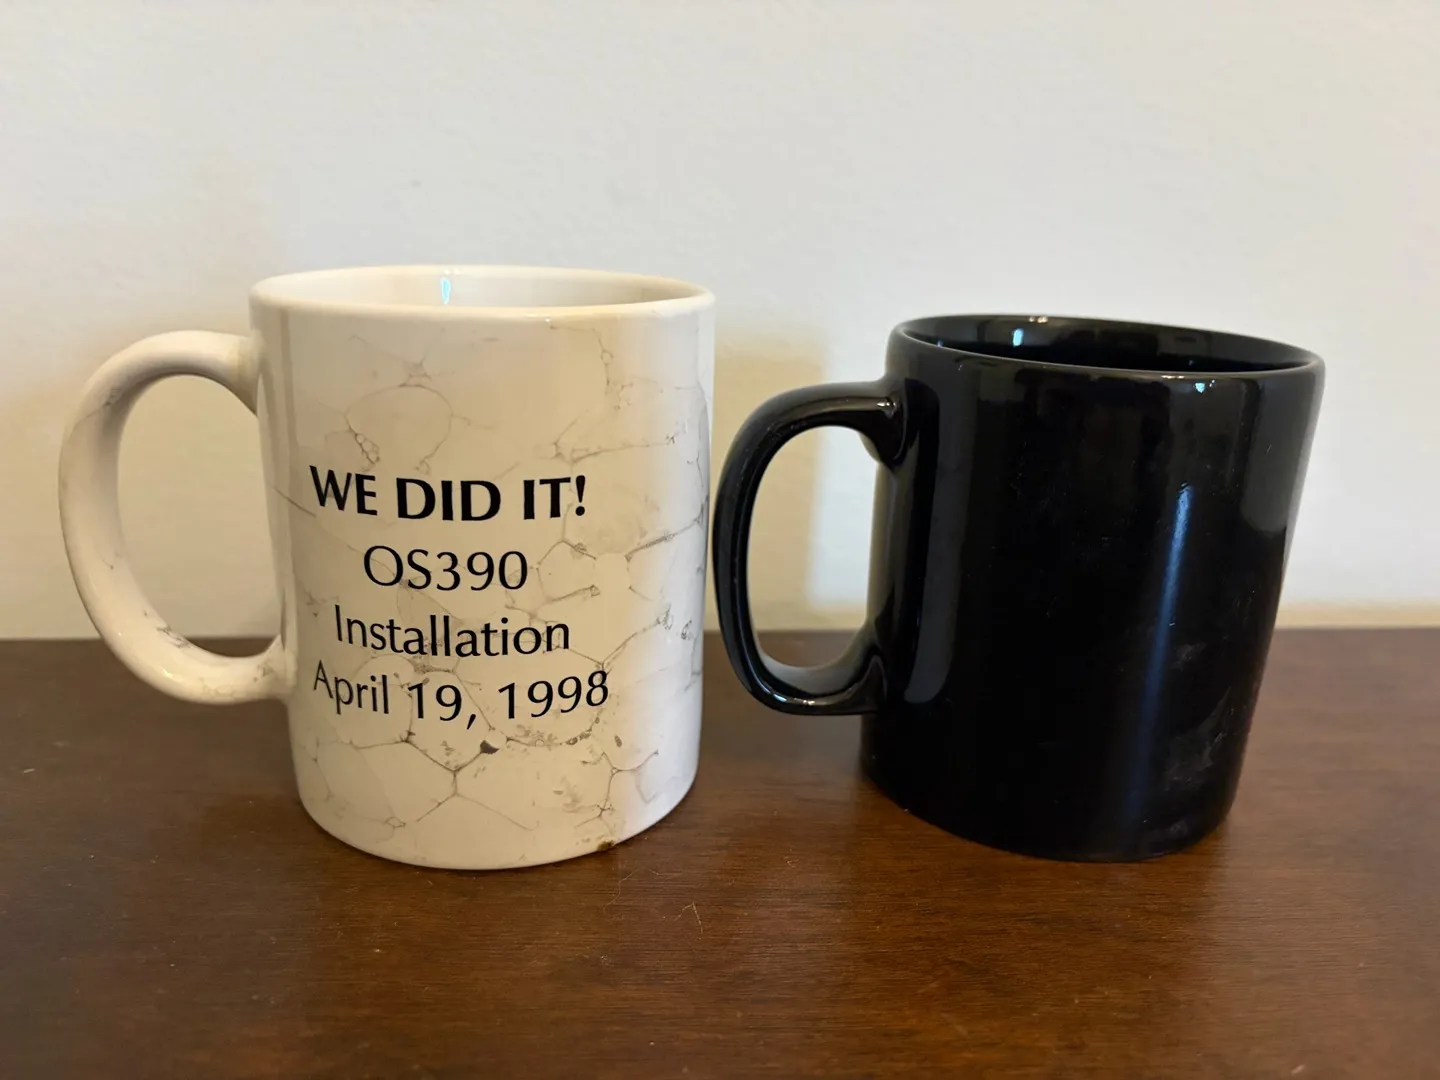 WE DID IT!
OS390
Installation
April 19, 1998